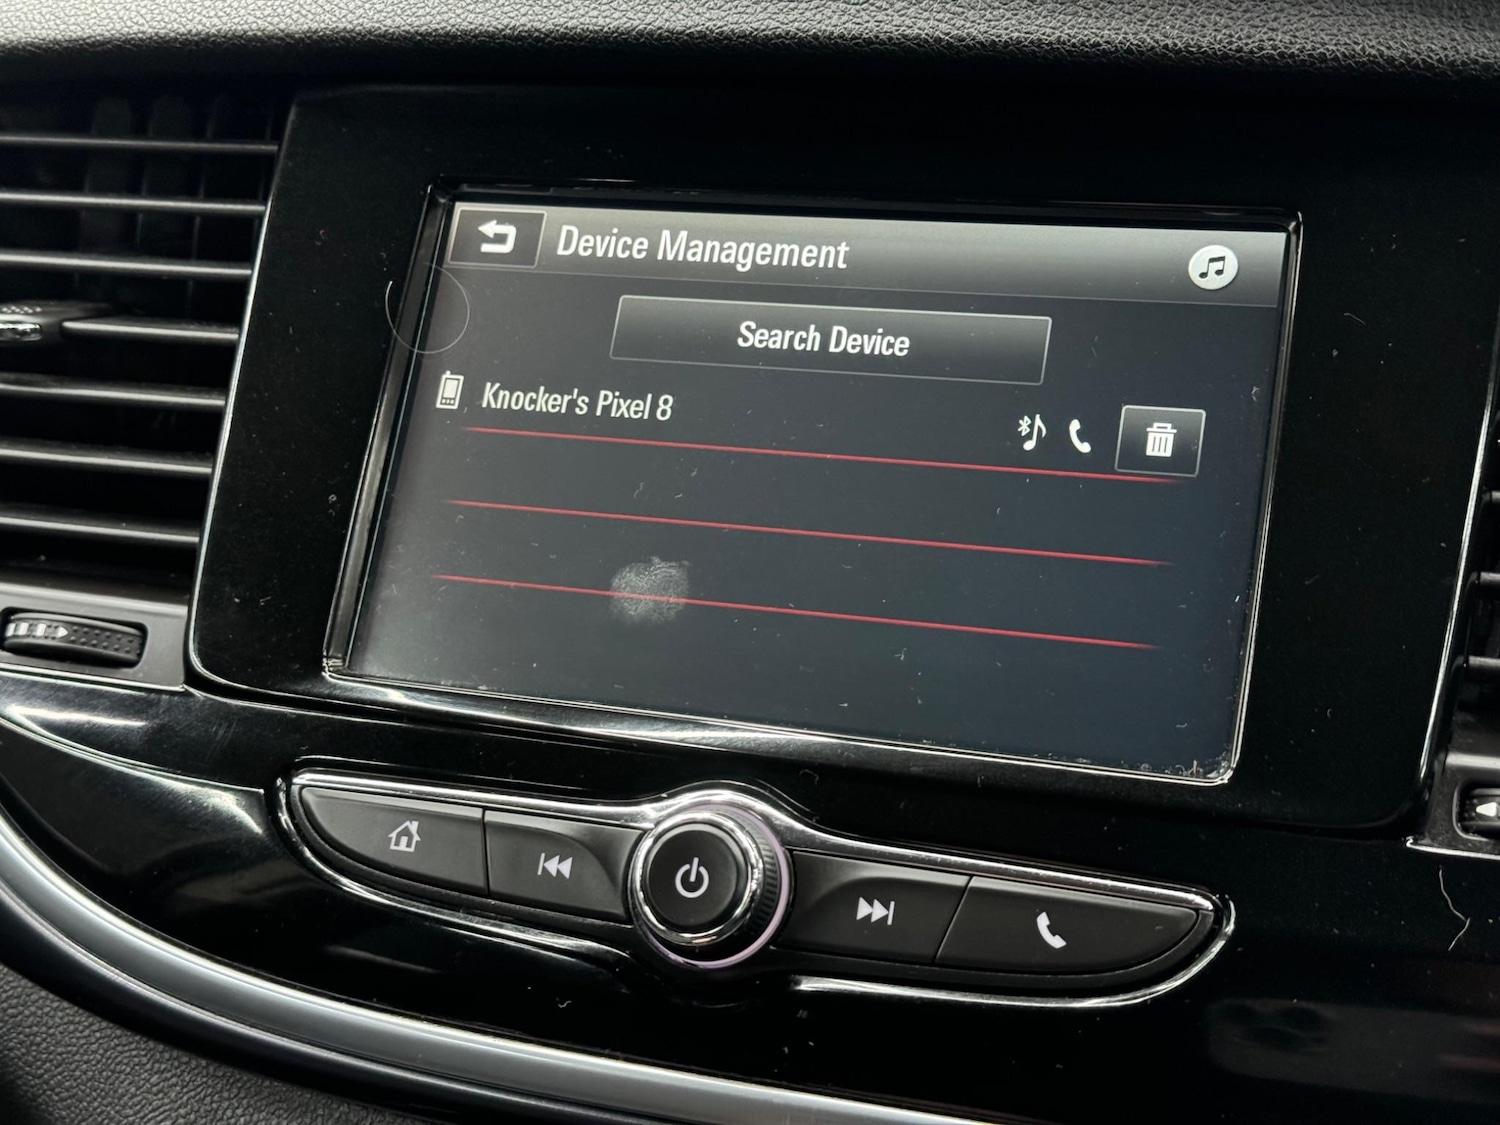 Device Management
Search Device
Knocker's Pixel 8